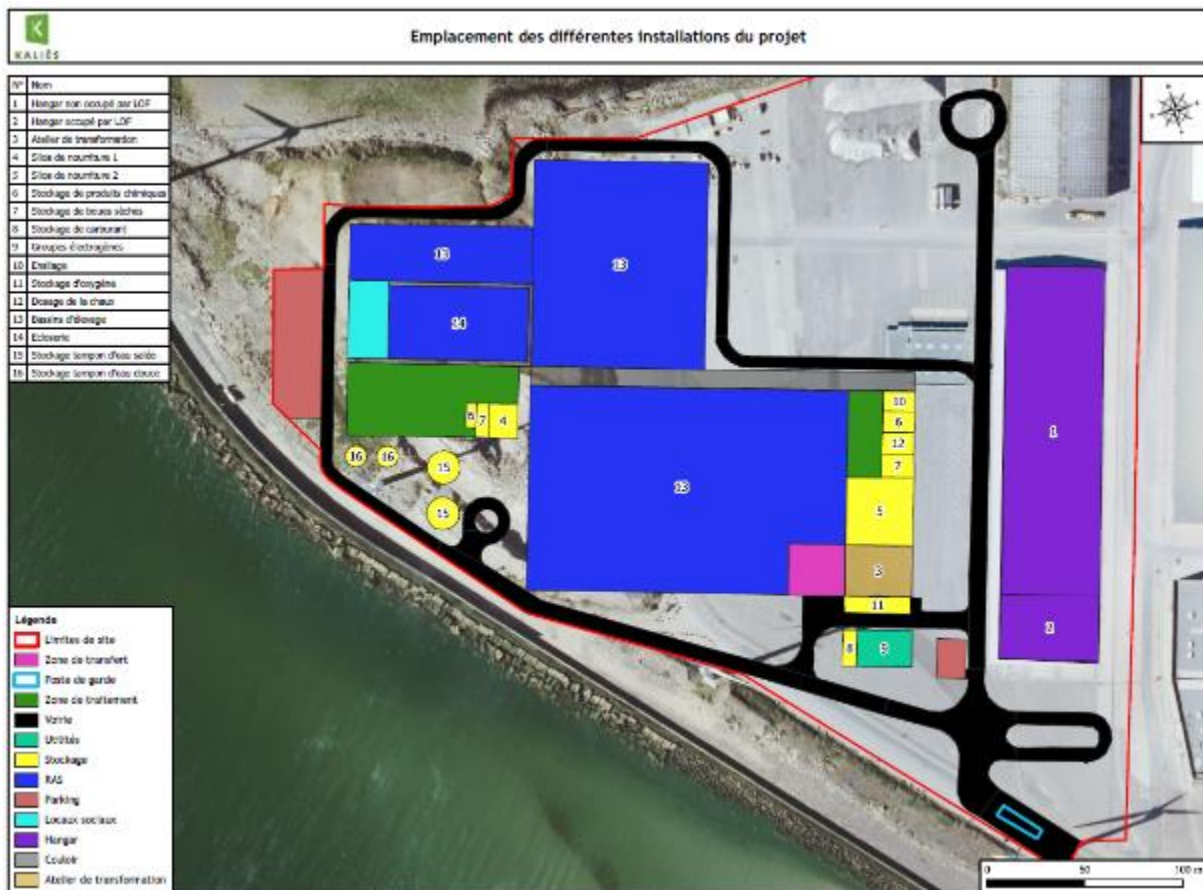 KALIÈS
Emplacement des différentes installations du projet
N° Nom
1 Hangar non occupé par LOF
2 Hangar occupé par LOF
3 Atelier de transformation
4 Silos de nourriture 1
5 Silos de nourriture 2
6 Stockage de produits chimiques
7 Stockage de boues sèches
8 Stockage de carburant
9 Groupes électrogènes
10 Ensilage
11 Stockage d'oxygène
12 Dosage de la chaux
13 Bassins d'élevage
14 Ecloserie
15 Stockage tampon d'eau salée
16 Stockage tampon d'eau douce
13
13
14
6 7 4
16 16
15
15
10
6
12
7
13
5
3
11
8 9
1
2
Légende
Limites de site
Zone de transfert
Poste de garde
Zone de traitement
Voirie
Utilités
Stockage
RAS
Parking
Locaux sociaux
Hangar
Couloir
Atelier de transformation
0 50 100 m